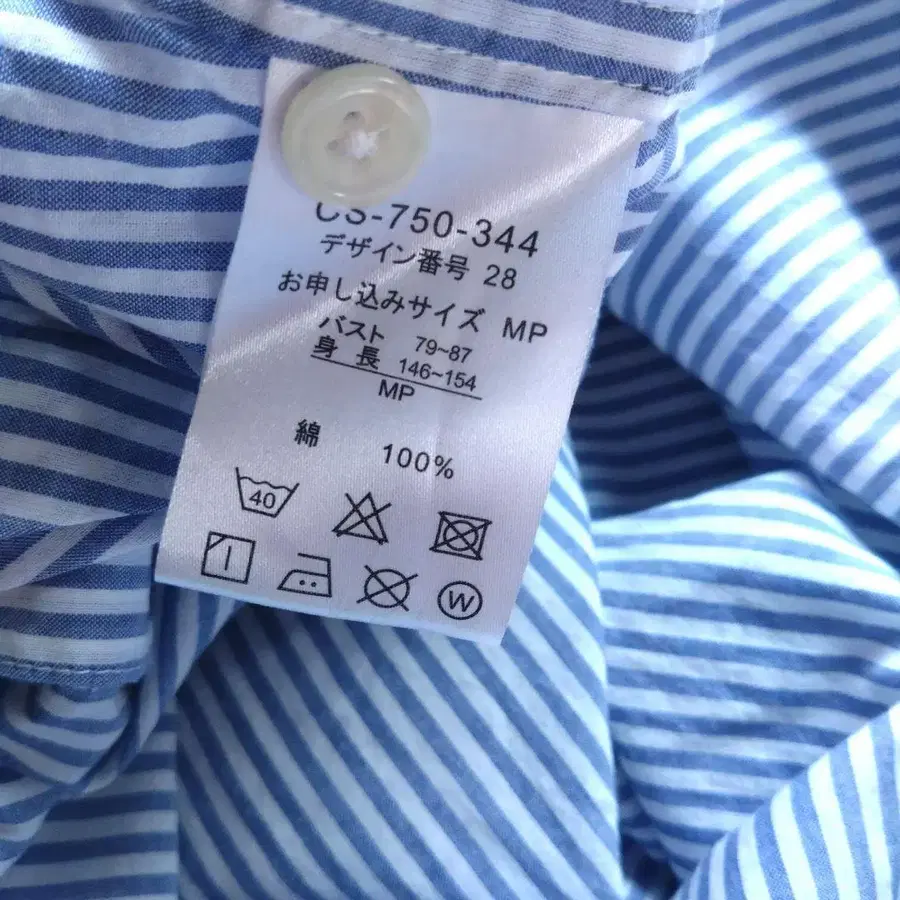 CS-750-344
デザイン番号 28
お申し込みサイズ MP
バスト 79~87
身長 146~154
MP
綿 100%
40
W